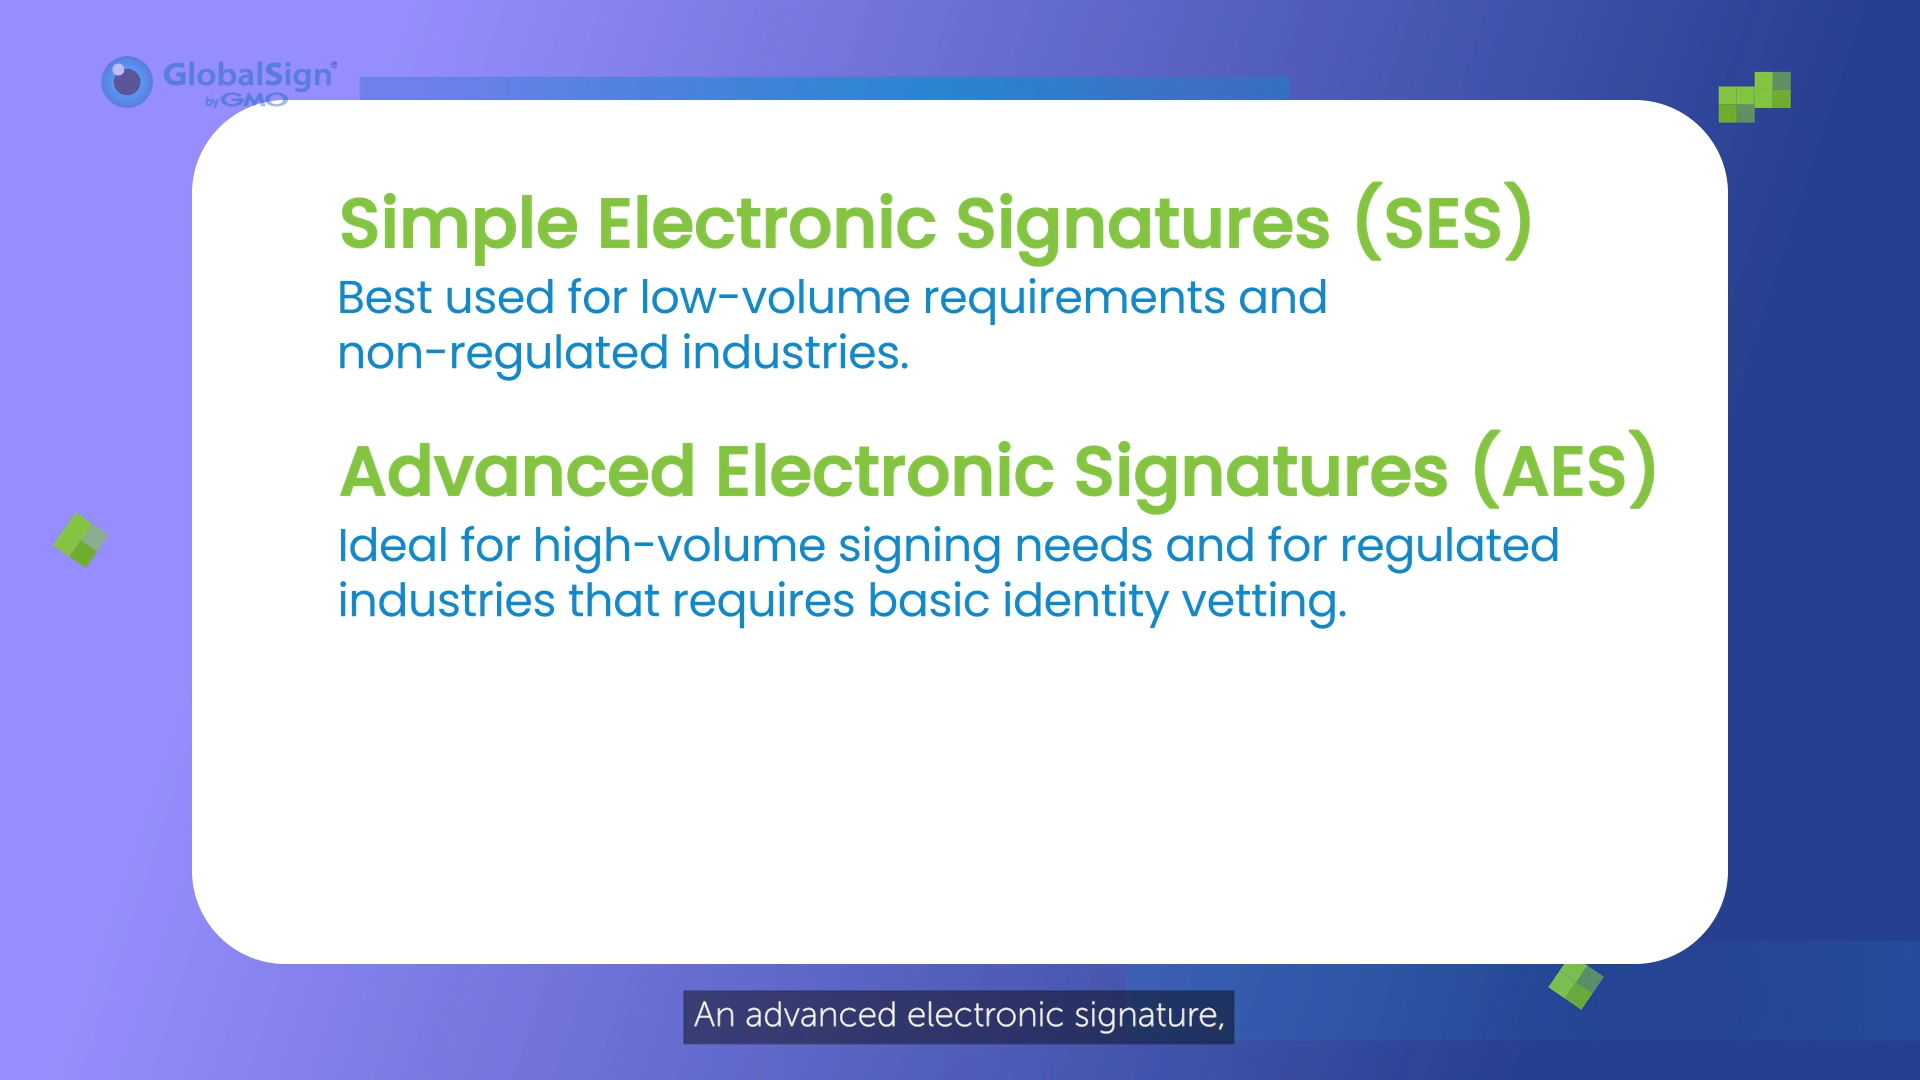 GlobalSign®
by GMO
Simple Electronic Signatures (SES)
Best used for low-volume requirements and
non-regulated industries.
Advanced Electronic Signatures (AES)
Ideal for high-volume signing needs and for regulated
industries that requires basic identity vetting.
An advanced electronic signature,